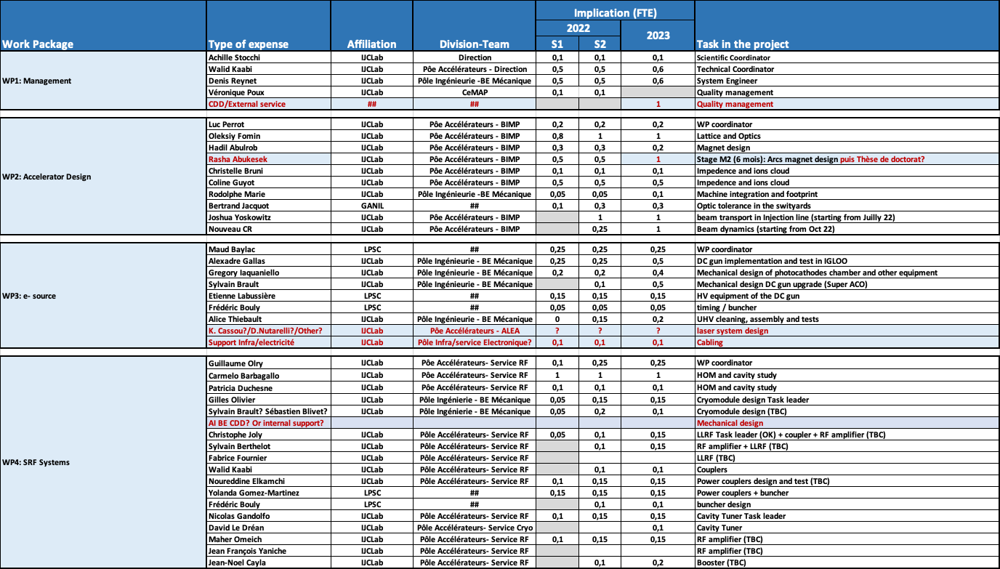 Implication (FTE)
2022
2023
Work Package Type of expense Affiliation Division-Team S1 S2 Task in the project
Achille Stocchi IJCLab Direction 0,1 0,1 0,1 Scientific Coordinator
Walid Kaabi IJCLab Pôe Accélérateurs - Direction 0,5 0,5 0,6 Technical Coordinator
WP1: Management Denis Reynet IJCLab Pôle Ingénieurie -BE Mécanique 0,5 0,5 0,6 System Engineer
Véronique Poux IJCLab CeMAP 0,1 0,1 Quality management
CDD/External service ## ## 1 Quality management
Luc Perrot IJCLab Pôe Accélérateurs - BIMP 0,2 0,2 0,2 WP coordinator
Oleksiy Fomin IJCLab Pôe Accélérateurs - BIMP 0,8 1 1 Lattice and Optics
Hadil Abulrob IJCLab Pôe Accélérateurs - BIMP 0,3 0,3 0,2 Magnet design
Rasha Abukesek IJCLab Pôe Accélérateurs - BIMP 0,5 0,5 1 Stage M2 (6 mois): Arcs magnet design puis Thèse de doctorat?
Christelle Bruni IJCLab Pôe Accélérateurs - BIMP 0,1 0,1 0,1 Impedence and ions cloud
WP2: Accelerator Design Coline Guyot IJCLab Pôe Accélérateurs - BIMP 0,5 0,5 0,5 Impedence and ions cloud
Rodolphe Marie IJCLab Pôle Ingénieurie -BE Mécanique 0,05 0,05 0,1 Machine integration and footprint
Bertrand Jacquot GANIL ## 0,1 0,3 0,3 Optic tolerance in the swityards
Joshua Yoskowitz IJCLab Pôe Accélérateurs - BIMP 1 1 beam transport in Injection line (starting from Juilly 22)
Nouveau CR IJCLab Pôe Accélérateurs - BIMP 0,25 1 Beam dynamics (starting from Oct 22)
Maud Baylac LPSC ## 0,25 0,25 0,25 WP coordinator
Alexadre Gallas IJCLab Pôle Ingénieurie - BE Mécanique 0,25 0,25 0,5 DC gun implementation and test in IGLOO
Gregory Iaquaniello IJCLab Pôle Ingénieurie - BE Mécanique 0,2 0,2 0,4 Mechanical design of photocathodes chamber and other equipment
Sylvain Brault IJCLab Pôle Ingénieurie - BE Mécanique 0,1 0,5 Mechanical design DC gun upgrade (Super ACO)
WP3: e- source Etienne Labussière LPSC ## 0,15 0,15 0,15 HV equipment of the DC gun
Frédéric Bouly LPSC ## 0,05 0,05 0,05 timing / buncher
Alice Thiebault IJCLab Pôle Ingénieurie - BE Mécanique 0 0,15 0,2 UHV cleaning, assembly and tests
K. Cassou?/D.Nutarelli?/Other? IJCLab Pôe Accélérateurs - ALEA ? ? ? laser system design
Support Infra/electricité IJCLab Pôle Infra/service Electronique? 0,1 0,1 0,1 Cabling
Guillaume Olry IJCLab Pôe Accélérateurs- Service RF 0,1 0,25 0,25 WP coordinator
Carmelo Barbagallo IJCLab Pôe Accélérateurs- Service RF 1 1 1 HOM and cavity study
Patricia Duchesne IJCLab Pôe Accélérateurs- Service RF 0,1 0,1 0,1 HOM and cavity study
Gilles Olivier IJCLab Pôle Ingénierie - BE Mécanique 0,05 0,15 0,15 Cryomodule design Task leader
Sylvain Brault? Sébastien Blivet? IJCLab Pôle Ingénierie - BE Mécanique 0,05 0,2 0,1 Cryomodule design (TBC)
AI BE CDD? Or internal support? Mechanical design
Christophe Joly IJCLab Pôle Accélérateurs- Service RF 0,05 0,1 0,15 LLRF Task leader (OK) + coupler + RF amplifier (TBC)
Sylvain Berthelot IJCLab Pôle Accélérateurs- Service RF 0,1 0,15 RF amplifier + LLRF (TBC)
WP4: SRF Systems Fabrice Fournier IJCLab Pôle Accélérateurs- Service RF LLRF (TBC)
Walid Kaabi IJCLab Pôle Accélérateurs- Service RF 0,1 0,1 Couplers
Noureddine Elkamchi IJCLab Pôle Accélérateurs- Service RF 0,1 0,15 0,15 Power couplers design and test (TBC)
Yolanda Gomez-Martinez LPSC ## 0,15 0,15 0,15 Power couplers + buncher
Frédéric Bouly LPSC ## 0,1 0,1 buncher design
Nicolas Gandolfo IJCLab Pôle Accélérateurs- Service RF 0,1 0,15 0,15 Cavity Tuner Task leader
David Le Dréan IJCLab Pôle Accélérateurs- Service Cryo 0,1 Cavity Tuner
Maher Omeich IJCLab Pôle Accélérateurs- Service RF 0,1 0,15 0,15 RF amplifier (TBC)
Jean François Yaniche IJCLab Pôle Accélérateurs- Service RF RF amplifier (TBC)
Jean-Noel Cayla IJCLab Pôle Accélérateurs- Service RF 0,1 0,2 Booster (TBC)